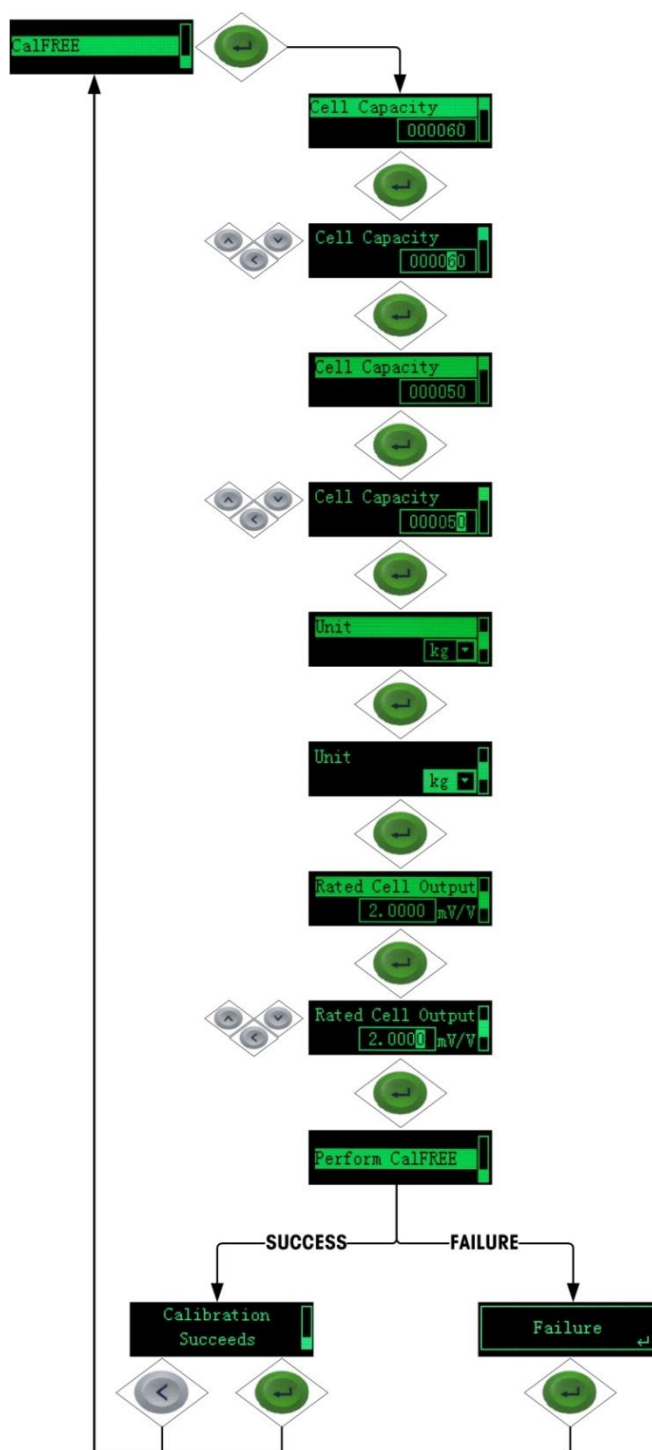 CalFREE
Cell Capacity
000060
Cell Capacity
000060
Cell Capacity
000050
Cell Capacity
000050
Unit
kg
Unit
kg
Rated Cell Output
2.0000 mV/V
Rated Cell Output
2.0000 mV/V
Perform CalFREE
SUCCESS FAILURE
Calibration
Succeeds
Failure